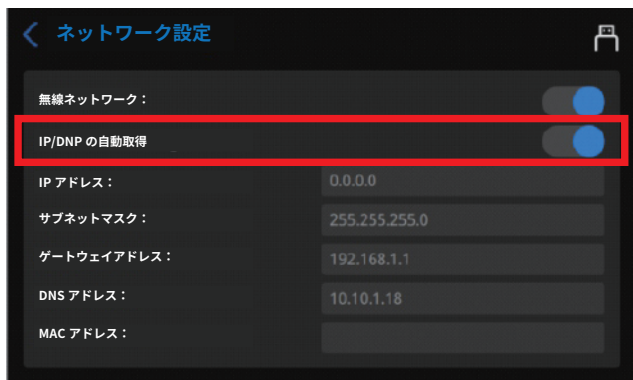 ネットワーク設定
無線ネットワーク：
IP/DNP の自動取得
IP アドレス： 0.0.0.0
サブネットマスク： 255.255.255.0
ゲートウェイアドレス： 192.168.1.1
DNS アドレス： 10.10.1.18
MAC アドレス：